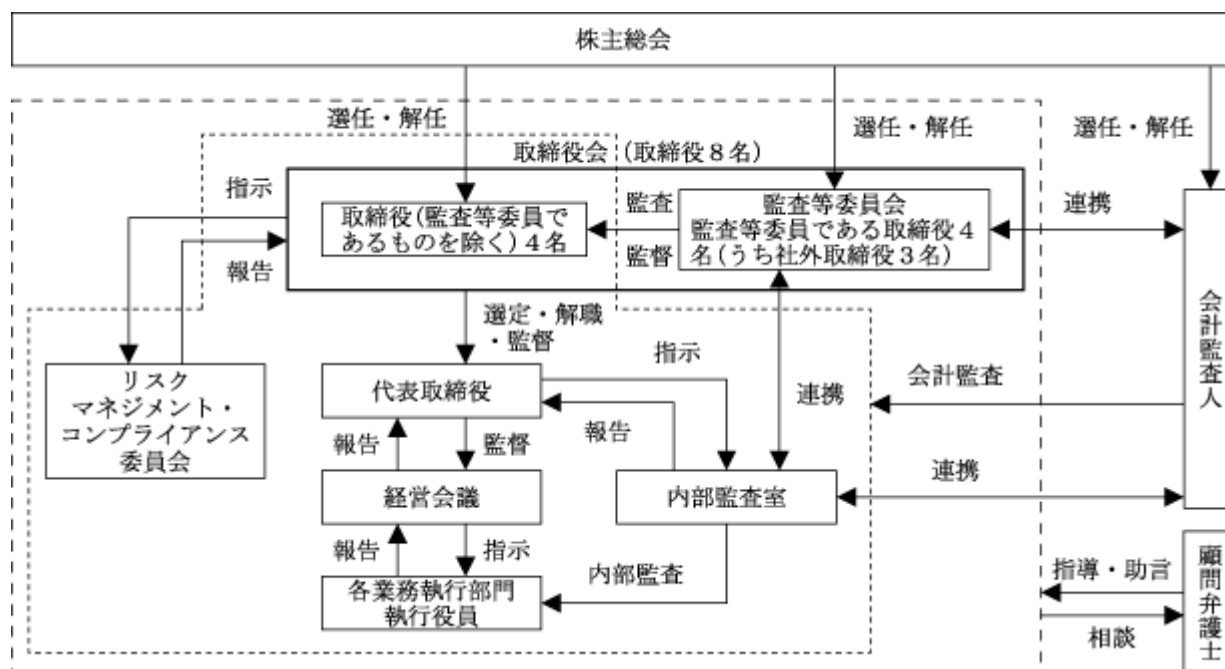 株主総会
選任・解任
選任・解任
選任・解任
取締役会（取締役８名）
指示
報告
取締役(監査等委員で
あるものを除く)４名
監査
監督
監査等委員会
監査等委員である取締役４
名(うち社外取締役３名)
連携
会計監査人
選定・解職
・監督
リスク
マネジメント・
コンプライアンス
委員会
代表取締役
指示
報告
連携
会計監査
報告
監督
経営会議
内部監査室
連携
報告
指示
内部監査
各業務執行部門
執行役員
指導・助言
相談
顧問弁護士